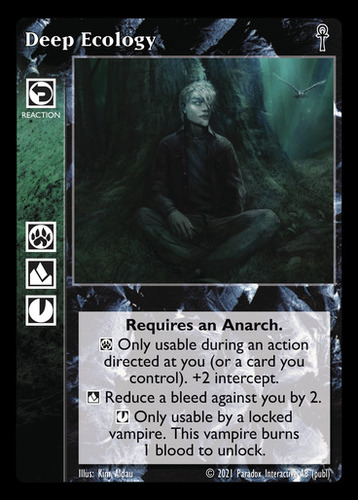 Deep Ecology
REACTION
Requires an Anarch.
Only usable during an action
directed at you (or a card you
control). +2 intercept.
Reduce a bleed against you by 2.
Only usable by a locked
vampire. This vampire burns
1 blood to unlock.
Illus: Kim Aldau © 2021 Paradox Interactive AB (publ)